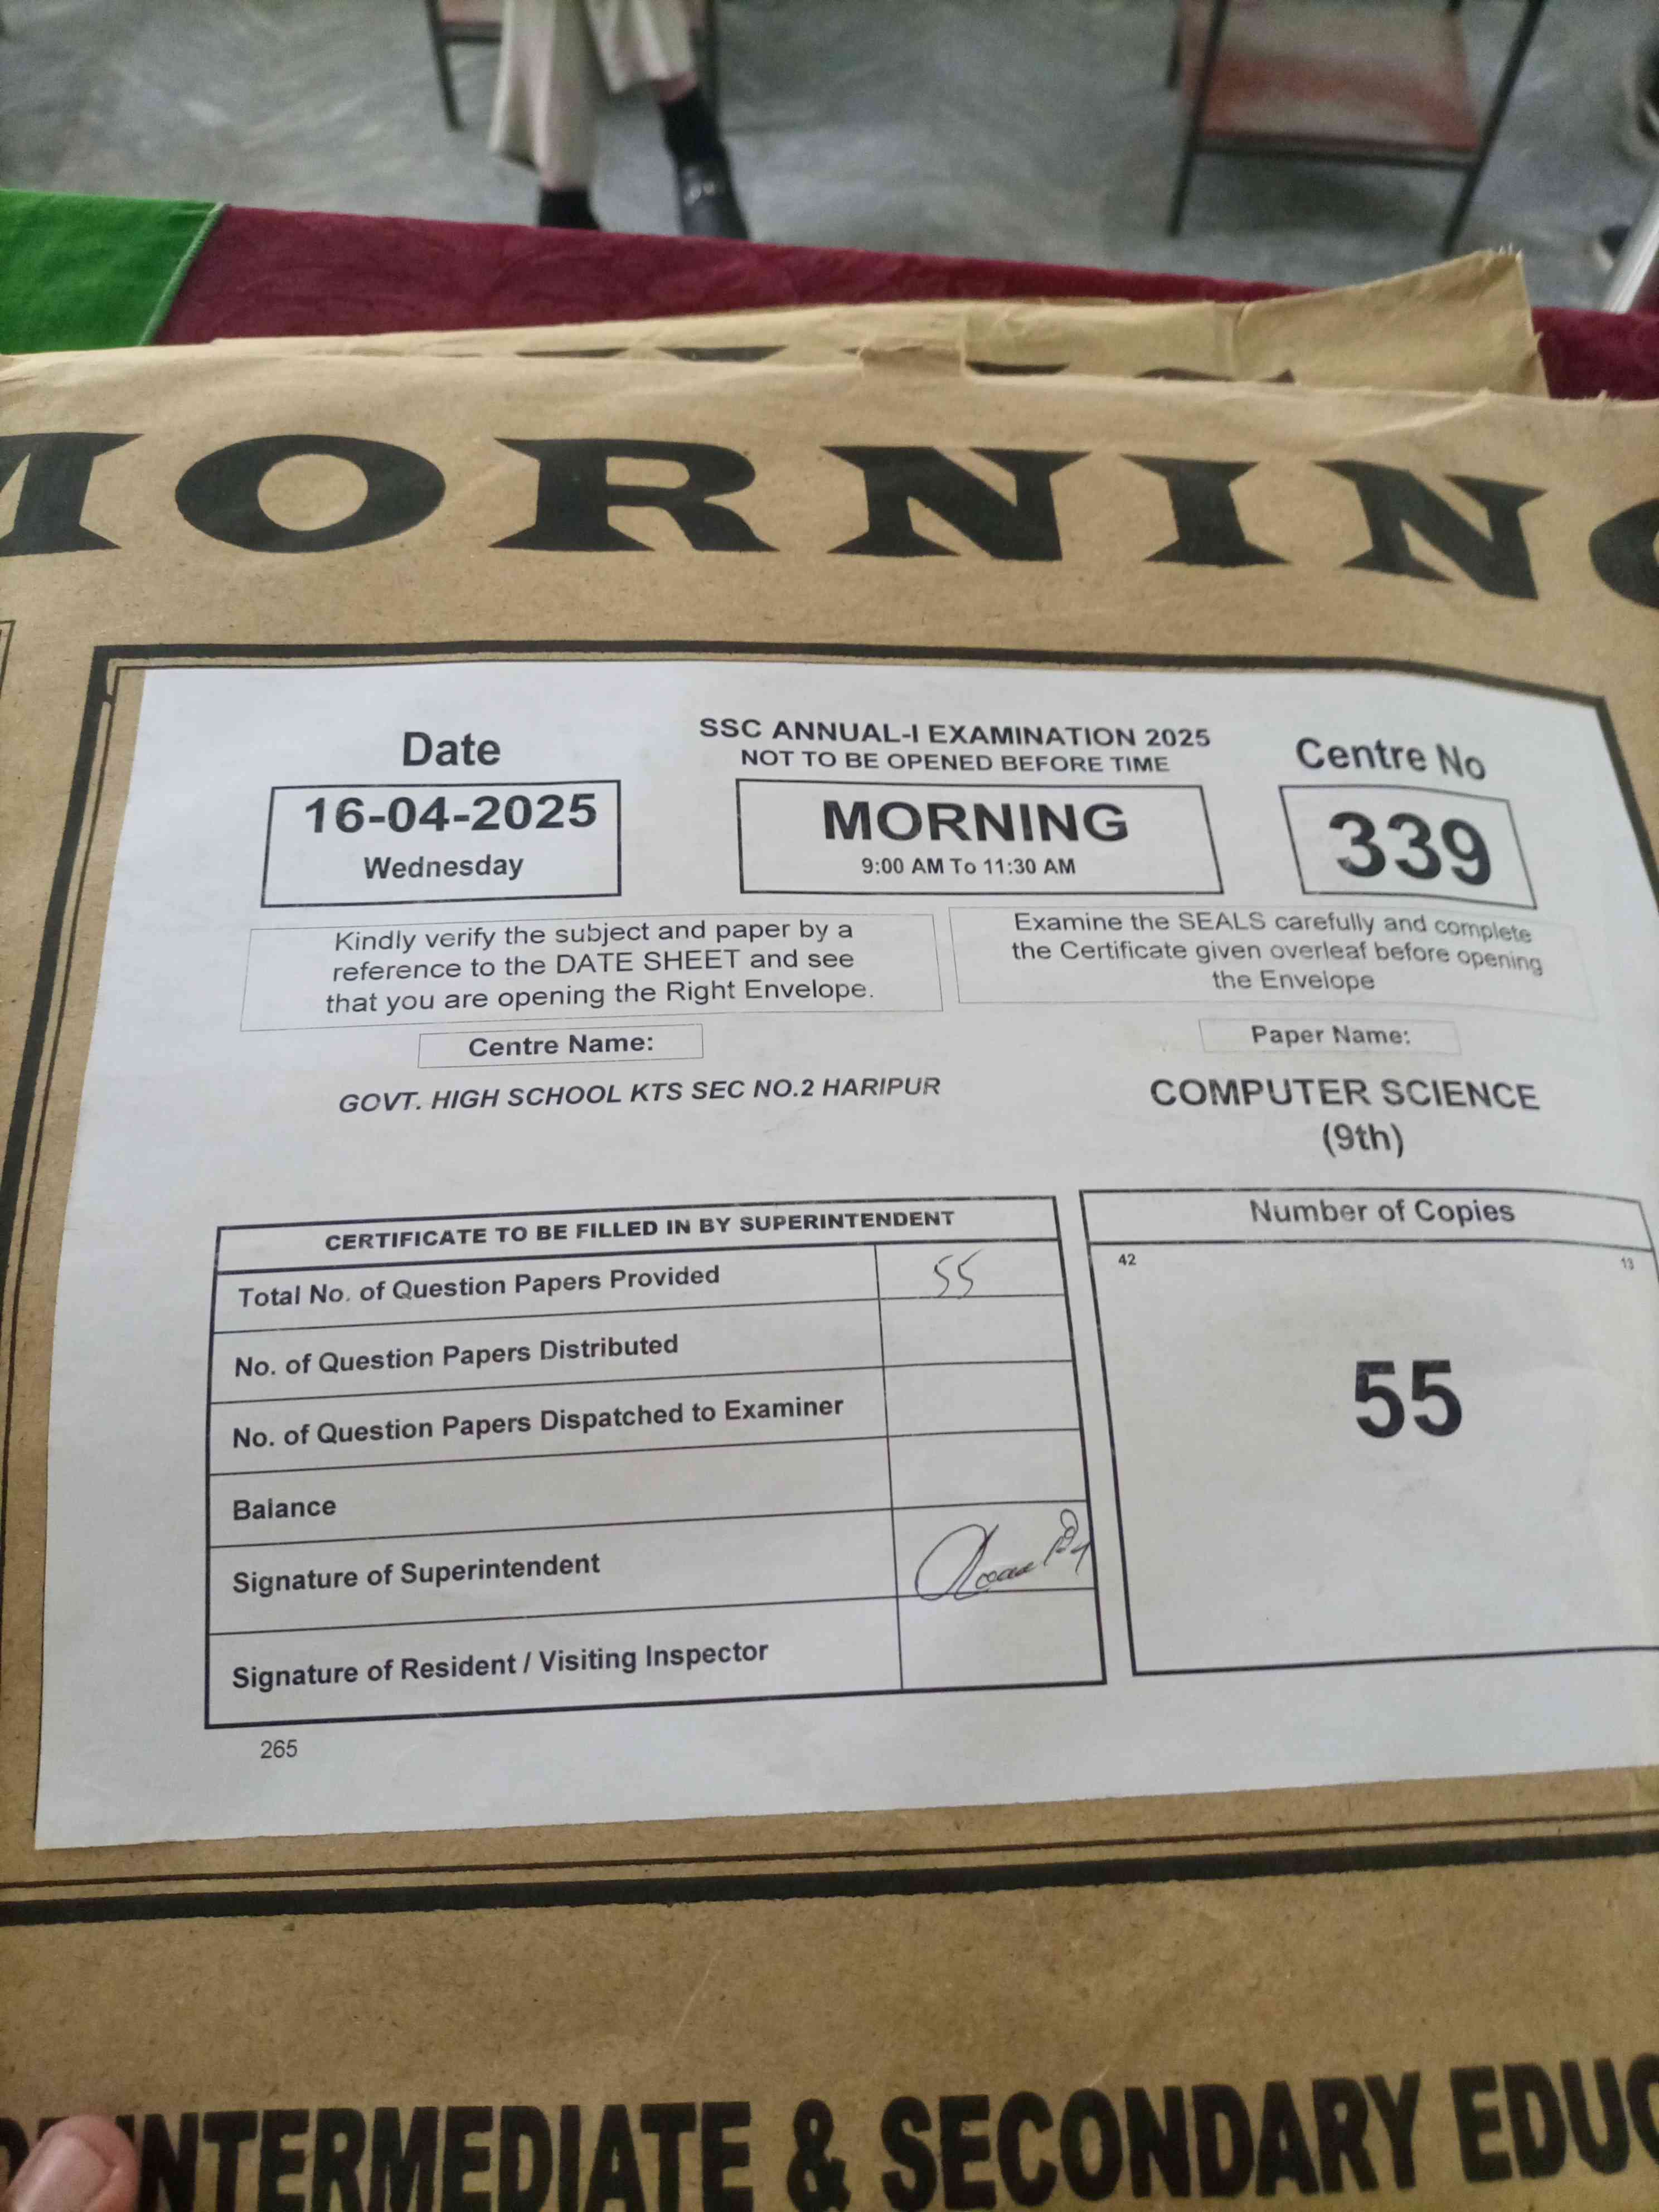 MORNING
Date
16-04-2025
Wednesday
SSC ANNUAL-I EXAMINATION 2025
NOT TO BE OPENED BEFORE TIME
MORNING
9:00 AM To 11:30 AM
Centre No
339
Kindly verify the subject and paper by a
reference to the DATE SHEET and see
that you are opening the Right Envelope.
Examine the SEALS carefully and complete
the Certificate given overleaf before opening
the Envelope
Centre Name:
GOVT. HIGH SCHOOL KTS SEC NO.2 HARIPUR
Paper Name:
COMPUTER SCIENCE
(9th)
CERTIFICATE TO BE FILLED IN BY SUPERINTENDENT
Total No. of Question Papers Provided 55
No. of Question Papers Distributed
No. of Question Papers Dispatched to Examiner
Balance
Signature of Superintendent
Signature of Resident / Visiting Inspector
265
Number of Copies
42 13
55
INTERMEDIATE & SECONDARY EDUC